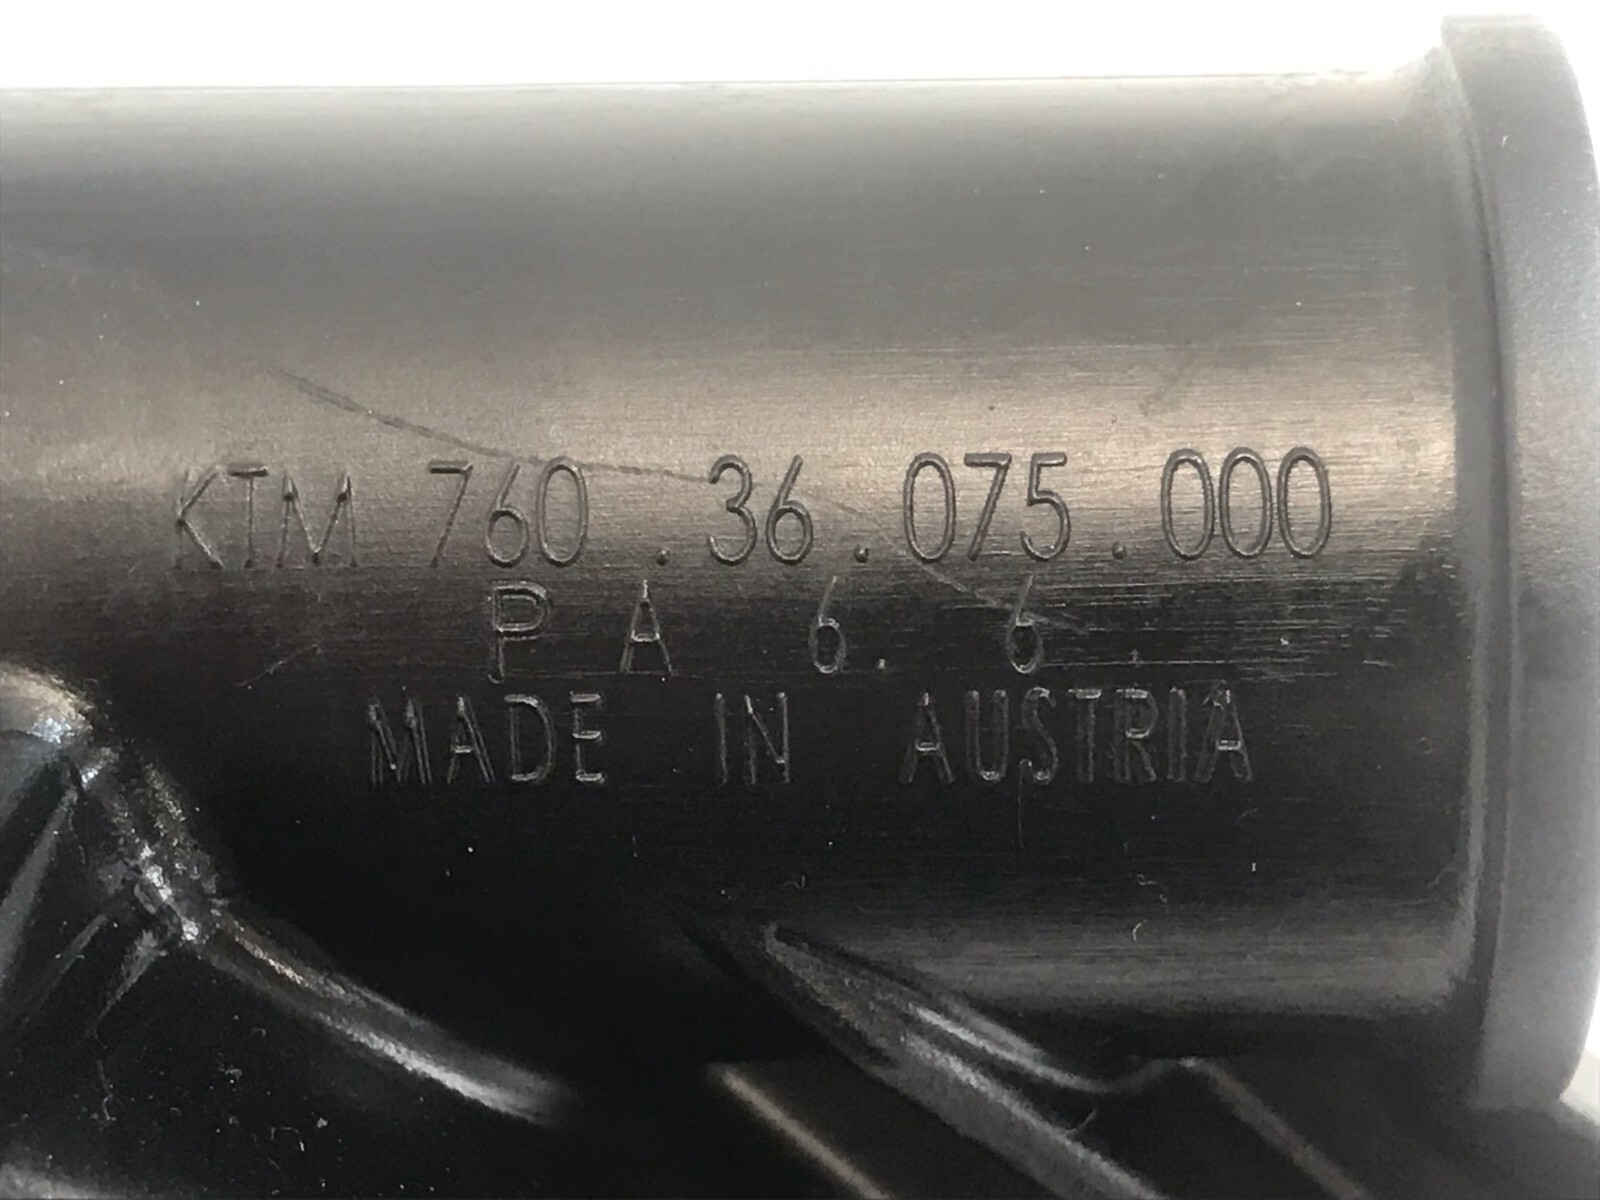 KTM 760.36.075.000
PA 6.6
MADE IN AUSTRIA